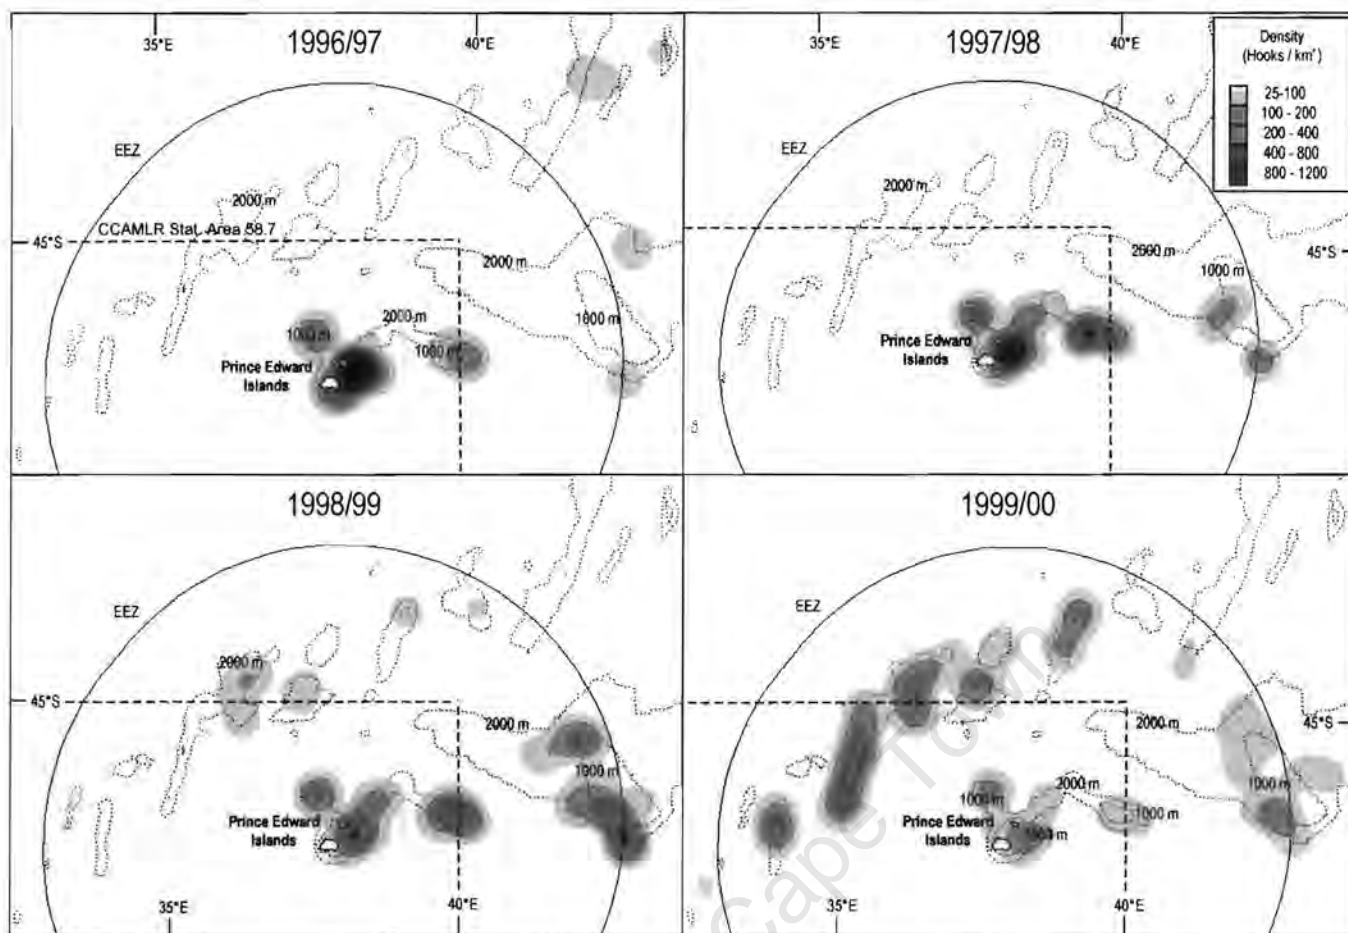 35°E
1996/97
40°E
EEZ
2000 m
CCAMLR Stat. Area 58.7
45°S
2000 m
2000 m
1000 m
1000 m
1000 m
Prince Edward
Islands
35°E
1997/98
40°E
Density
(Hooks / km²)
25-100
100 - 200
200 - 400
400 - 800
800 - 1200
EEZ
2000 m
2000 m
45°S
1000 m
Prince Edward
Islands
1998/99
EEZ
2000 m
45°S
2000 m
1000 m
Prince Edward
Islands
35°E
40°E
1999/00
EEZ
2000 m
45°S
2000 m
1000 m
1000 m
1000 m
Prince Edward
Islands
35°E
40°E
Cape Town